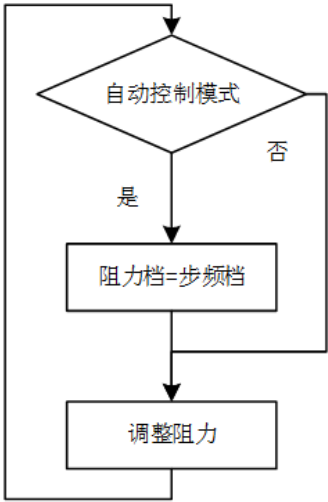 自动控制模式
否
是
阻力档=步频档
调整阻力